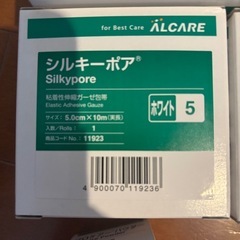 for Best Care
ALCARE
シルキーポア®
Silkypore
粘着性伸縮ガーゼ包帯
Elastic Adhesive Gauze
サイズ：5.0cm×10m(実長)
入数/Rolls：1
商品コード No.：11923
ホワイト 5
4 900070 119236